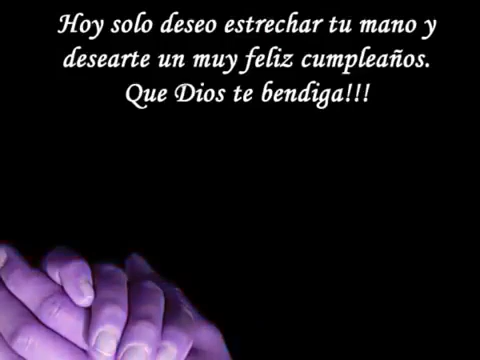 Hoy solo deseo estrechar tu mano y
desearte un muy feliz cumpleaños.
Que Dios te bendiga!!!